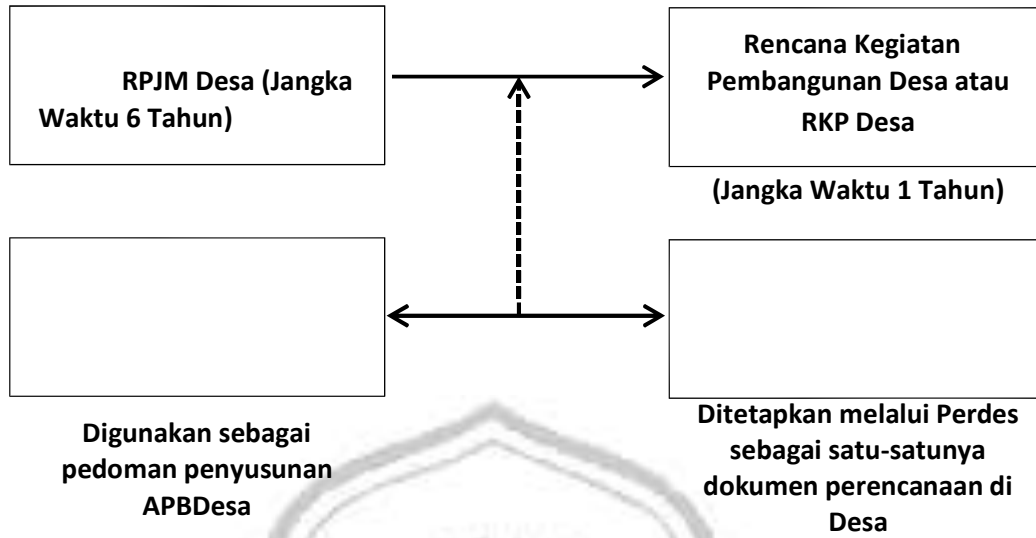 RPJM Desa (Jangka
Waktu 6 Tahun)
Rencana Kegiatan
Pembangunan Desa atau
RKP Desa
(Jangka Waktu 1 Tahun)
Digunakan sebagai
pedoman penyusunan
APBDesa
Ditetapkan melalui Perdes
sebagai satu-satunya
dokumen perencanaan di
Desa